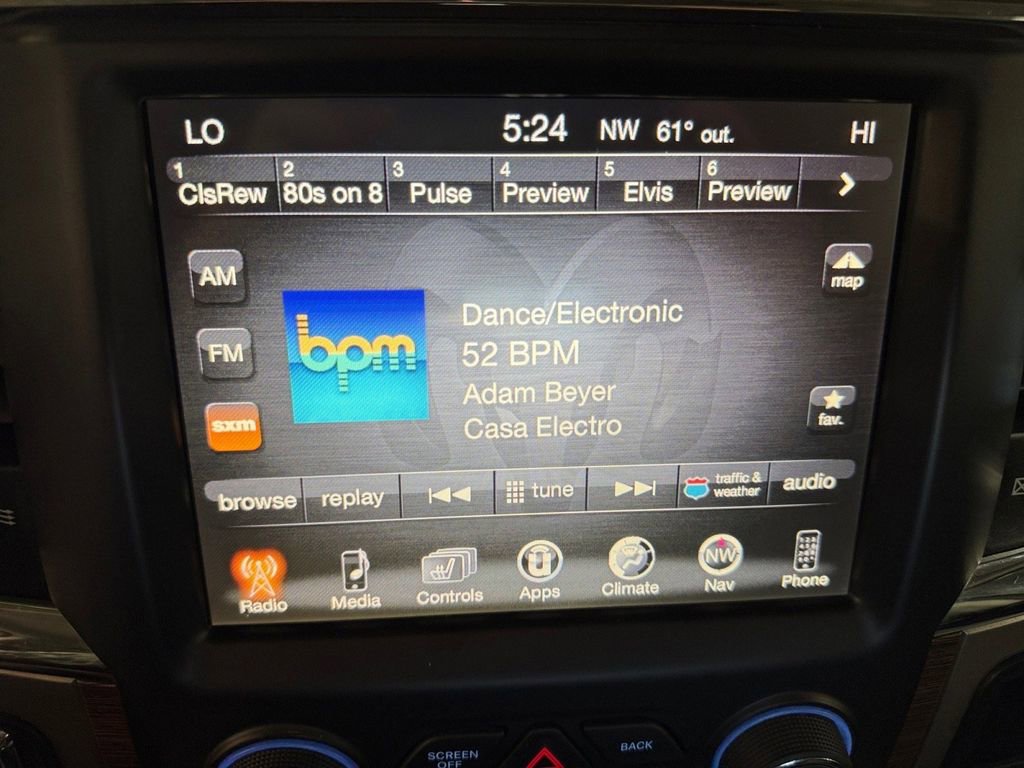 LO 5:24 NW 61° out. HI
1 2 3 4 5 6
ClsRew 80s on 8 Pulse Preview Elvis Preview
AM
map
Dance/Electronic
bpm
52 BPM
FM
Adam Beyer
fav.
sxm
Casa Electro
browse replay tune traffic & weather audio
NW
Radio Media Controls Apps Climate Nav Phone
SCREEN OFF
BACK